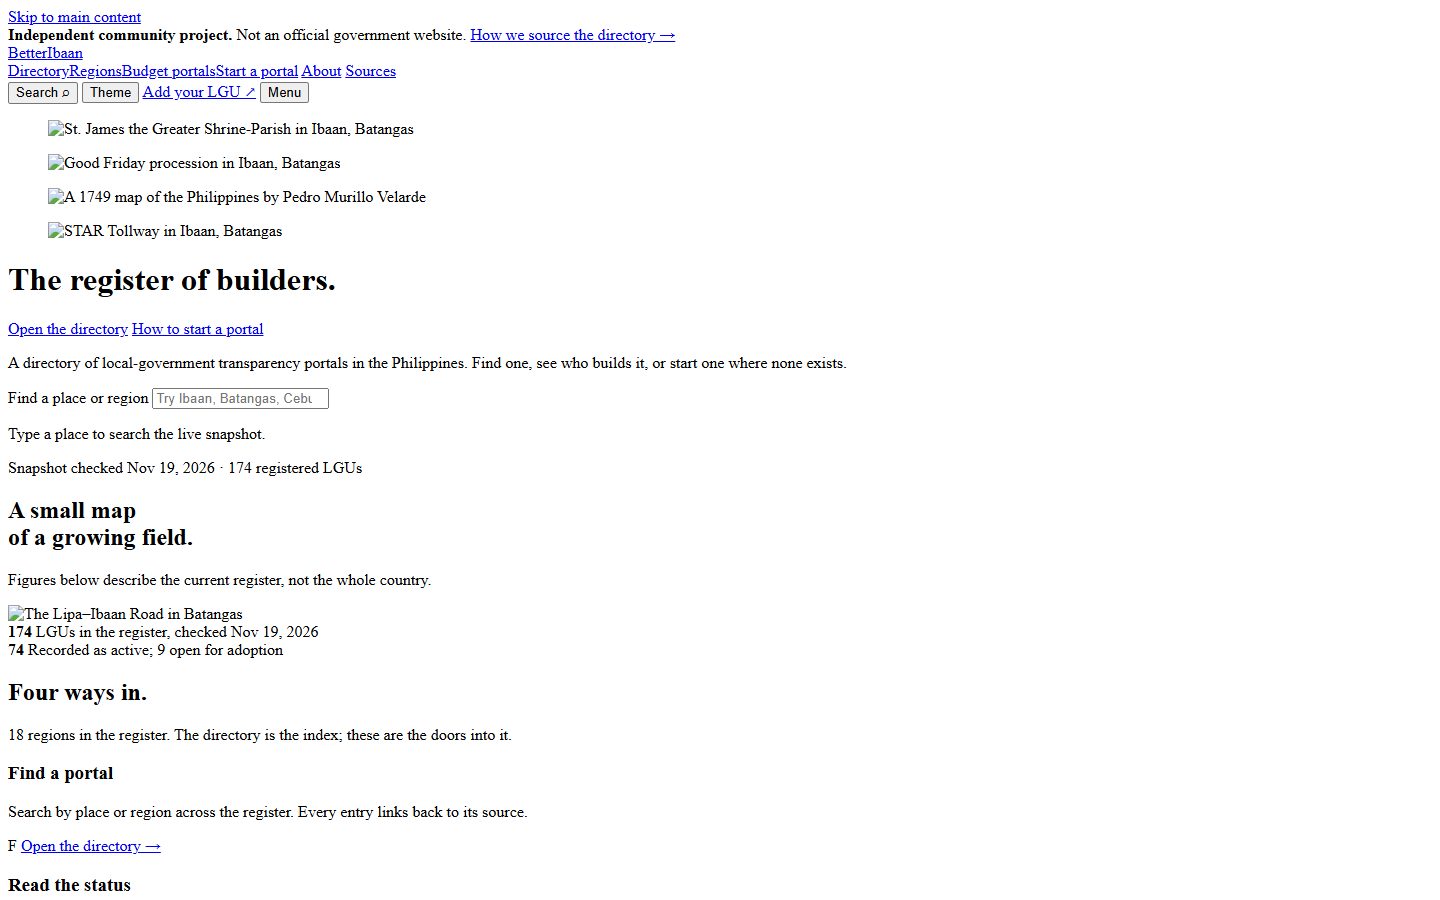 Skip to main content
Independent community project. Not an official government website. How we source the directory →
BetterIbaan
DirectoryRegionsBudget portalsStart a portal About Sources
Search ⌕ Theme Add your LGU ↗ Menu
St. James the Greater Shrine-Parish in Ibaan, Batangas
Good Friday procession in Ibaan, Batangas
A 1749 map of the Philippines by Pedro Murillo Velarde
STAR Tollway in Ibaan, Batangas
The register of builders.
Open the directory How to start a portal
A directory of local-government transparency portals in the Philippines. Find one, see who builds it, or start one where none exists.
Find a place or region Try Ibaan, Batangas, Cebu
Type a place to search the live snapshot.
Snapshot checked Nov 19, 2026 · 174 registered LGUs
A small map
of a growing field.
Figures below describe the current register, not the whole country.
The Lipa–Ibaan Road in Batangas
174 LGUs in the register, checked Nov 19, 2026
74 Recorded as active; 9 open for adoption
Four ways in.
18 regions in the register. The directory is the index; these are the doors into it.
Find a portal
Search by place or region across the register. Every entry links back to its source.
F Open the directory →
Read the status